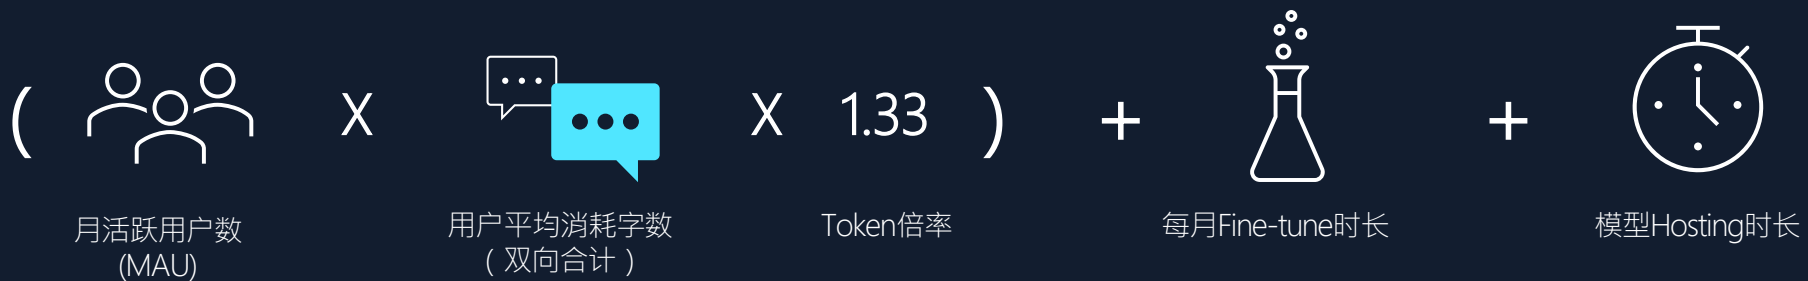 ( X X 1.33 ) + +
月活跃用户数
(MAU)
用户平均消耗字数
(双向合计)
Token倍率
每月Fine-tune时长
模型Hosting时长